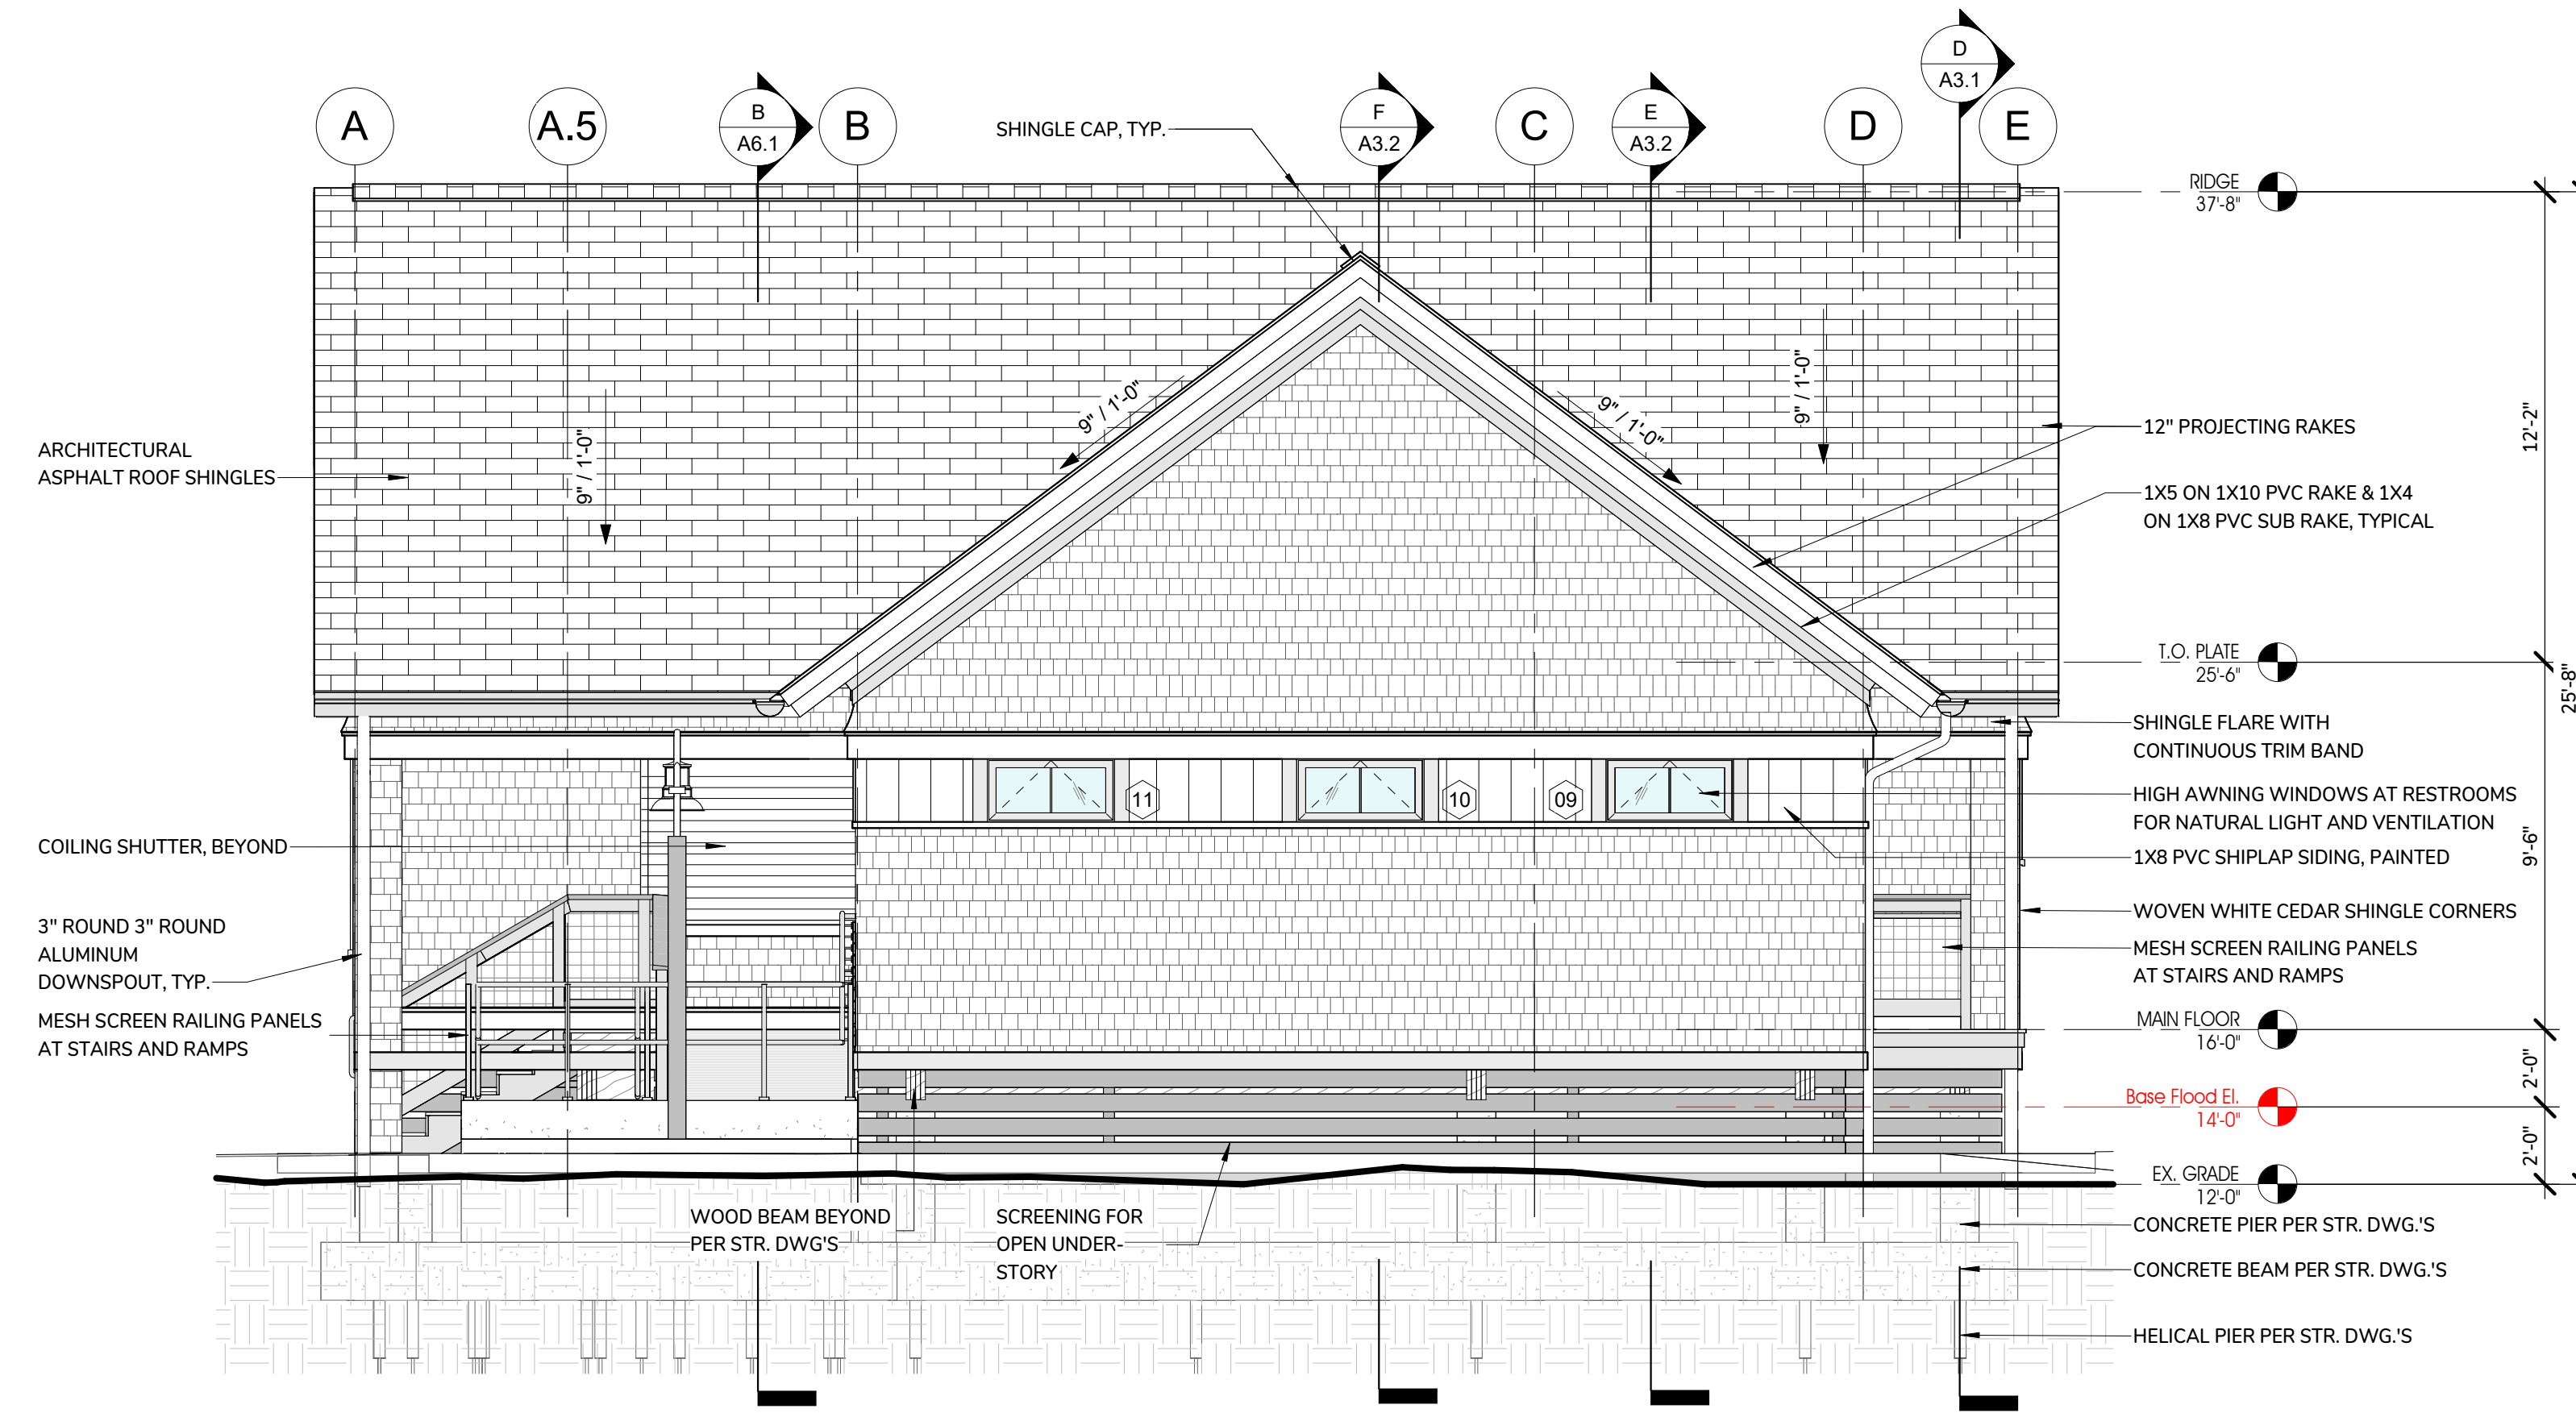 D
A3.1
A
A.5
B
A6.1
B
SHINGLE CAP, TYP.
F
A3.2
C
E
A3.2
D
E
RIDGE
37'-8"
12'-2"
9" / 1'-0"
9" / 1'-0"
9" / 1'-0"
9" / 1'-0"
12" PROJECTING RAKES
ARCHITECTURAL
ASPHALT ROOF SHINGLES
1X5 ON 1X10 PVC RAKE & 1X4
ON 1X8 PVC SUB RAKE, TYPICAL
T.O. PLATE
25'-6"
25'-8"
SHINGLE FLARE WITH
CONTINUOUS TRIM BAND
11
10
09
HIGH AWNING WINDOWS AT RESTROOMS
FOR NATURAL LIGHT AND VENTILATION
COILING SHUTTER, BEYOND
1X8 PVC SHIPLAP SIDING, PAINTED
9'-6"
3" ROUND 3" ROUND
ALUMINUM
DOWNSPOUT, TYP.
WOVEN WHITE CEDAR SHINGLE CORNERS
MESH SCREEN RAILING PANELS
AT STAIRS AND RAMPS
MESH SCREEN RAILING PANELS
AT STAIRS AND RAMPS
MAIN FLOOR
16'-0"
2'-0"
Base Flood El.
14'-0"
2'-0"
EX. GRADE
12'-0"
WOOD BEAM BEYOND
PER STR. DWG'S
SCREENING FOR
OPEN UNDER-
STORY
CONCRETE PIER PER STR. DWG.'S
CONCRETE BEAM PER STR. DWG.'S
HELICAL PIER PER STR. DWG.'S